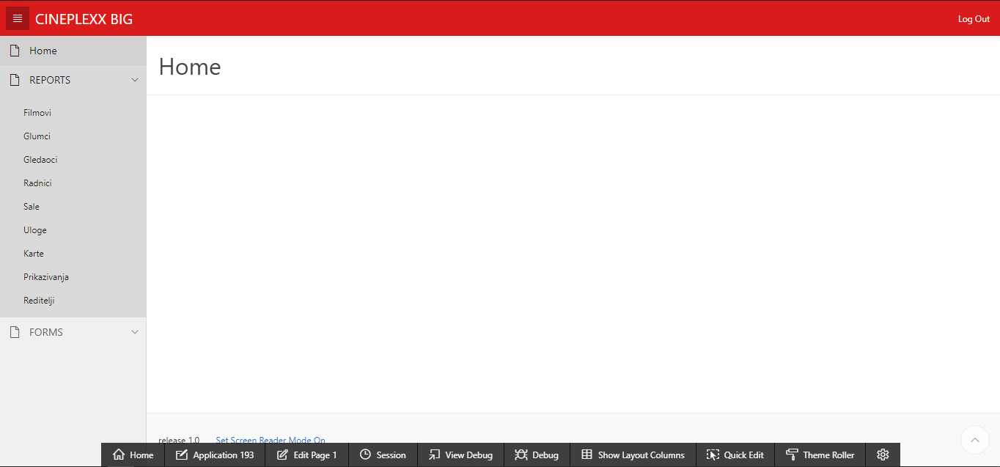 CINEPLEXX BIG
Log Out
Home
REPORTS
Filmovi
Glumci
Gledaoci
Radnici
Sale
Uloge
Karte
Prikazivanja
Reditelji
FORMS
Home
release 1.0 Set Screen Reader Mode On
Home Application 193 Edit Page 1 Session View Debug Debug Show Layout Columns Quick Edit Theme Roller